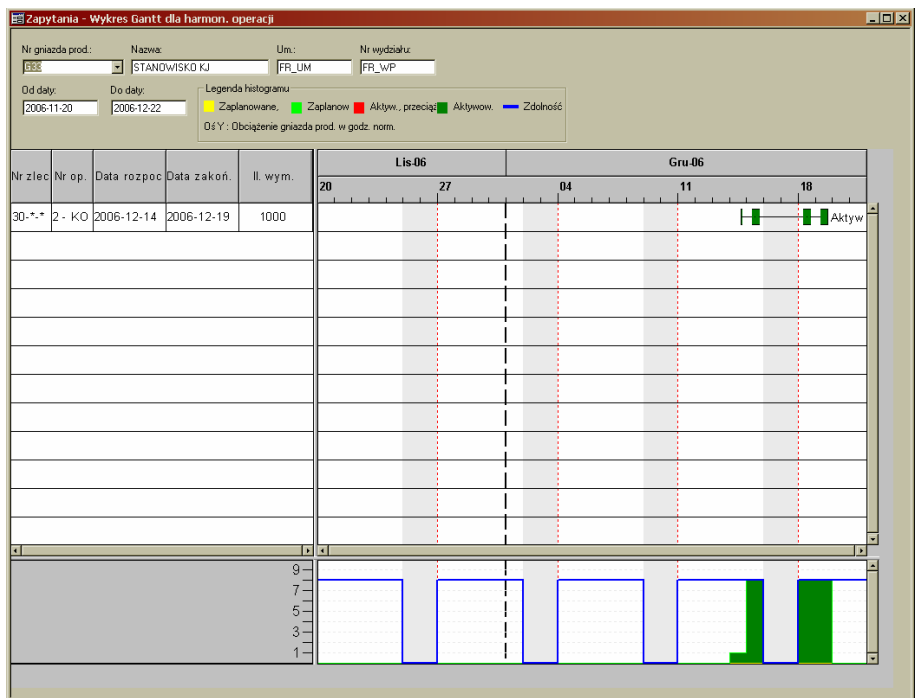 Zapytania - Wykres Gantt dla harmon. operacji
Nr gniazda prod.: Nazwa: Um.: Nr wydziału:
G33 STANOWISKO KJ FR_UM FR_WP
Od daty: Do daty: Legenda histogramu
2006-11-20 2006-12-22 Zaplanowane, Zaplanow Aktyw., przeciąż Aktywow. Zdolność
Oś Y : Obciążenie gniazda prod. w godz. norm.
Nr zlec Nr op. Data rozpoc Data zakoń. Il. wym. Lis-06 Gru-06
20 27 04 11 18
30-*-* 2 - KO 2006-12-14 2006-12-19 1000 Aktyw
9
7
5
3
1